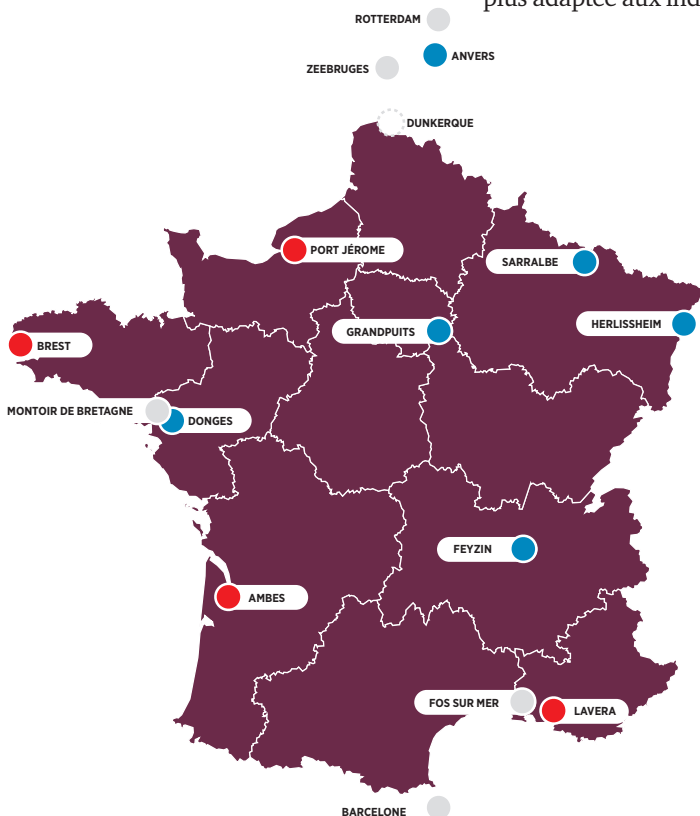 plus adaptée aux ind
ROTTERDAM
ANVERS
ZEEBRUGES
DUNKERQUE
PORT JÉROME
SARRALBE
HERLISSHEIM
GRANDPUITS
BREST
MONTOIR DE BRETAGNE
DONGES
FEYZIN
AMBES
FOS SUR MER
LAVERA
BARCELONE